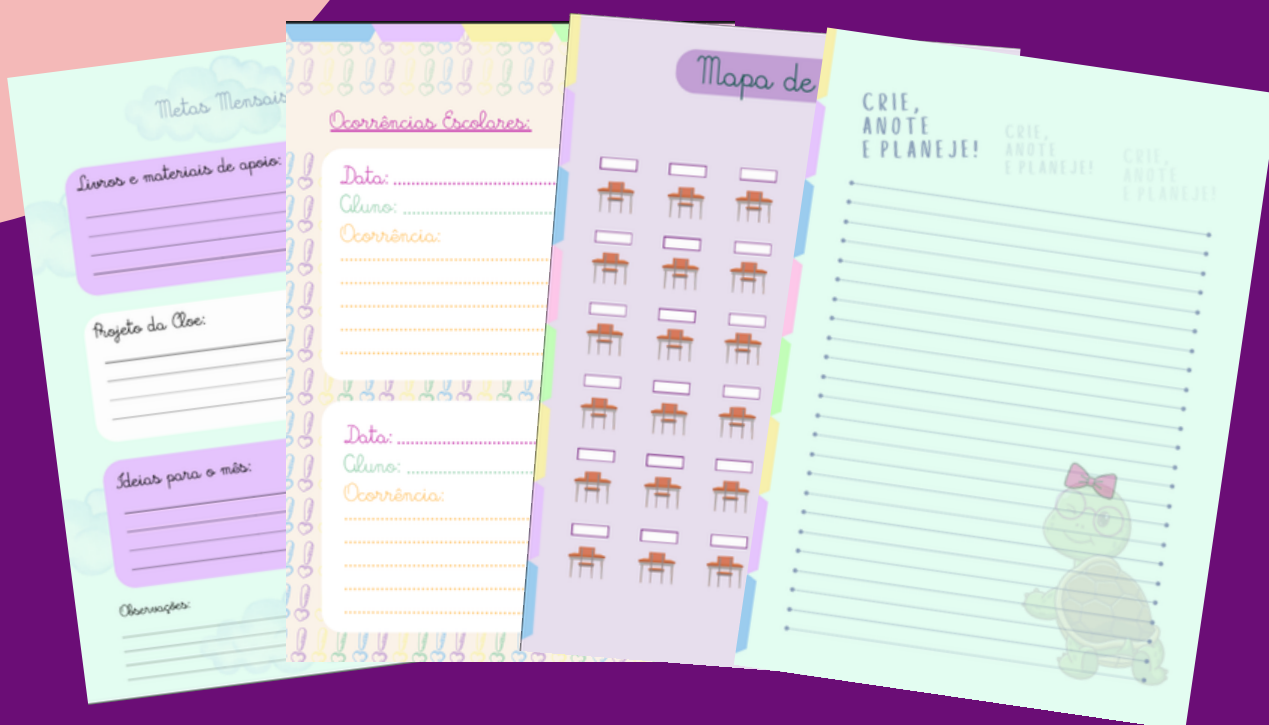 Metas Mensais
Livros e materiais de apoio:
Projeto da Cloe:
Ideias para o mês:
Observações:
Ocorrências Escolares:
Data:
Aluno:
Ocorrência:
Data:
Aluno:
Ocorrência:
Mapa de
CRIE,
ANOTE
E PLANEJE!
CRIE,
ANOTE
E PLANEJE!
CRIE,
ANOTE
E PLANEJE!